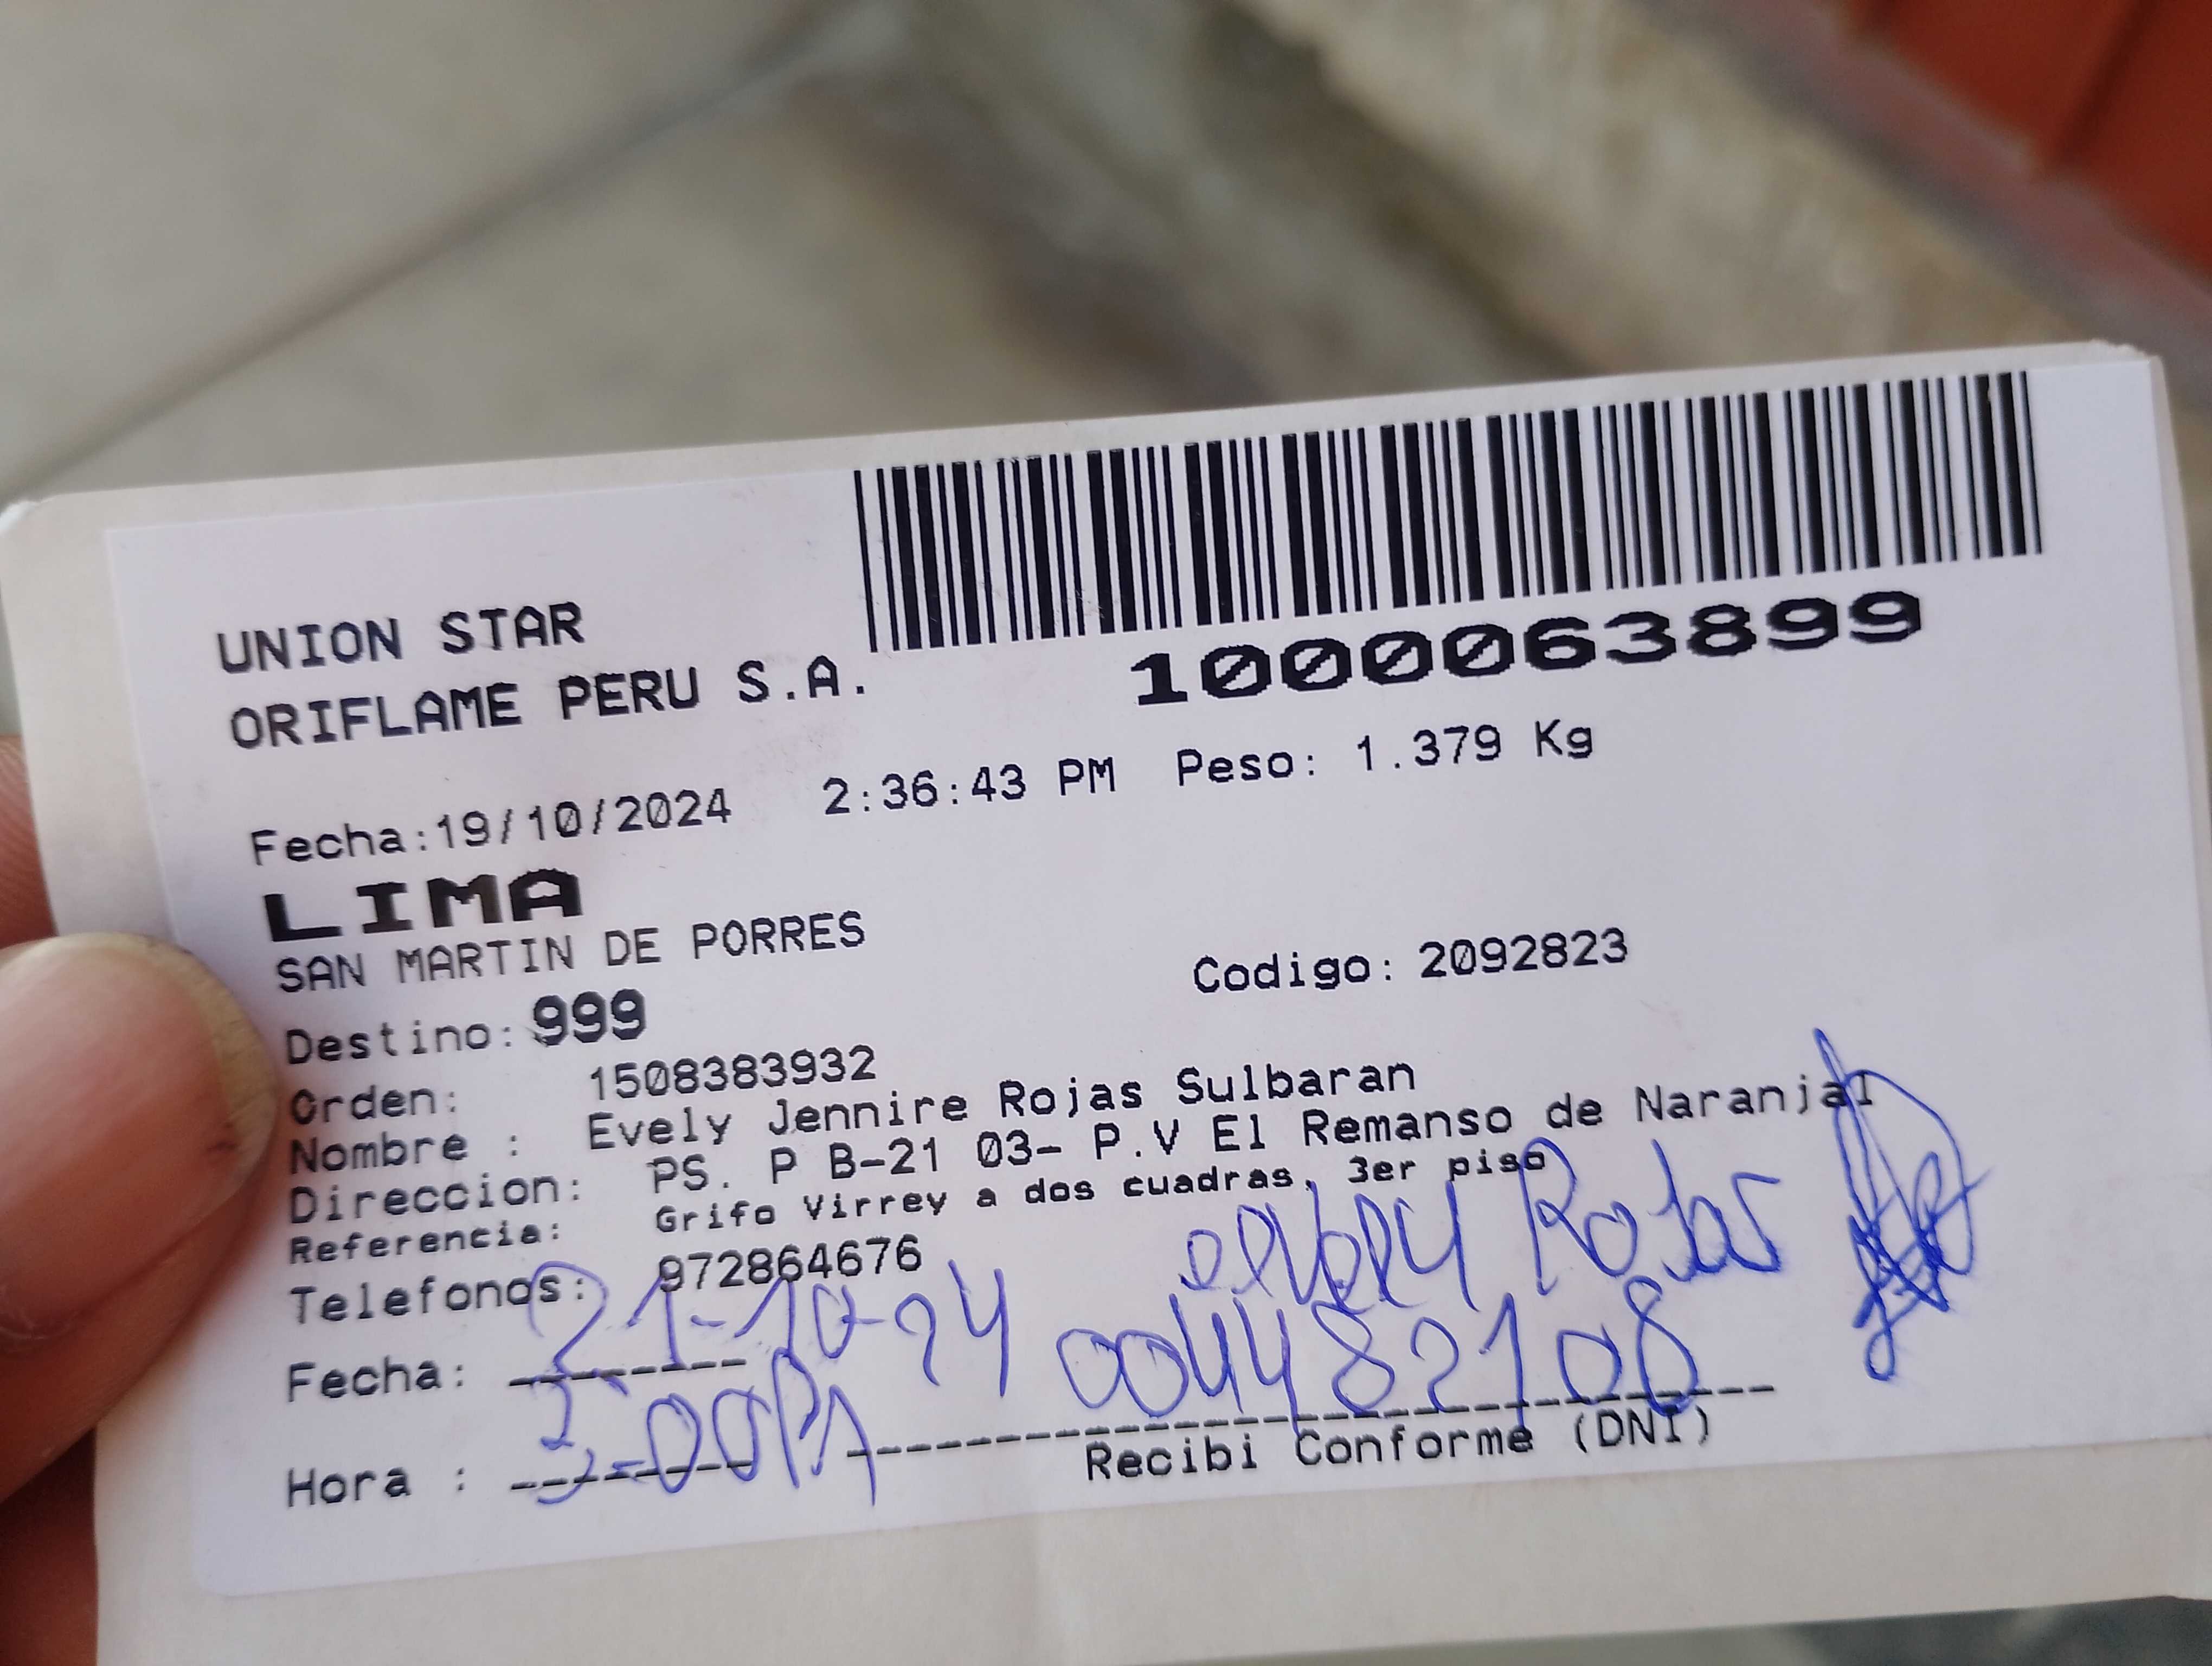 UNION STAR
ORIFLAME PERU S.A.
1000063899
Fecha:19/10/2024 2:36:43 PM Peso: 1.379 Kg
LIMA
SAN MARTIN DE PORRES
Codigo: 2092823
Destino: 999
Orden: 1508383932
Nombre : Evely Jennire Rojas Sulbaran
Direccion: PS. P B-21 03- P.V El Remanso de Naranjal
Referencia: Grifo Virrey a dos cuadras, 3er piso
Telefonos: 972864676
Rojas
Fecha: 21-10-24
004482108
Hora :
Recibi Conforme (DNI)